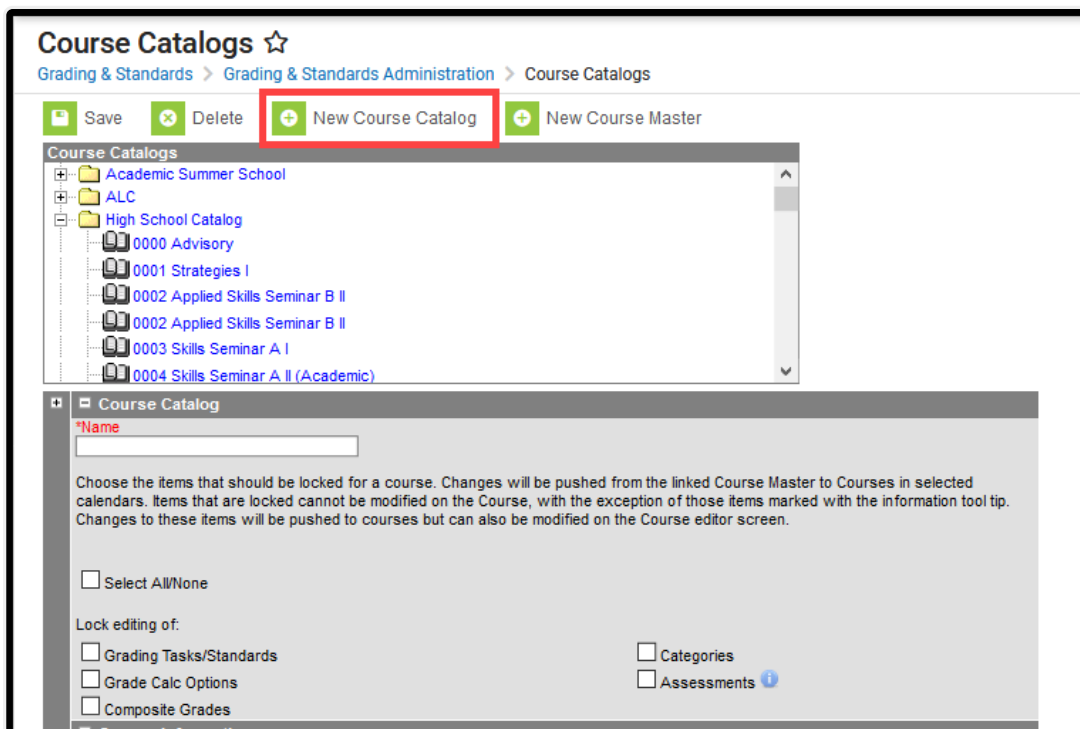 Course Catalogs
Grading & Standards > Grading & Standards Administration > Course Catalogs
Save Delete New Course Catalog New Course Master
Course Catalogs
Academic Summer School
ALC
High School Catalog
0000 Advisory
0001 Strategies I
0002 Applied Skills Seminar B II
0002 Applied Skills Seminar B II
0003 Skills Seminar A I
0004 Skills Seminar A II (Academic)
Course Catalog
*Name
Choose the items that should be locked for a course. Changes will be pushed from the linked Course Master to Courses in selected
calendars. Items that are locked cannot be modified on the Course, with the exception of those items marked with the information tool tip.
Changes to these items will be pushed to courses but can also be modified on the Course editor screen.
Select All/None
Lock editing of:
Grading Tasks/Standards Categories
Grade Calc Options Assessments
Composite Grades